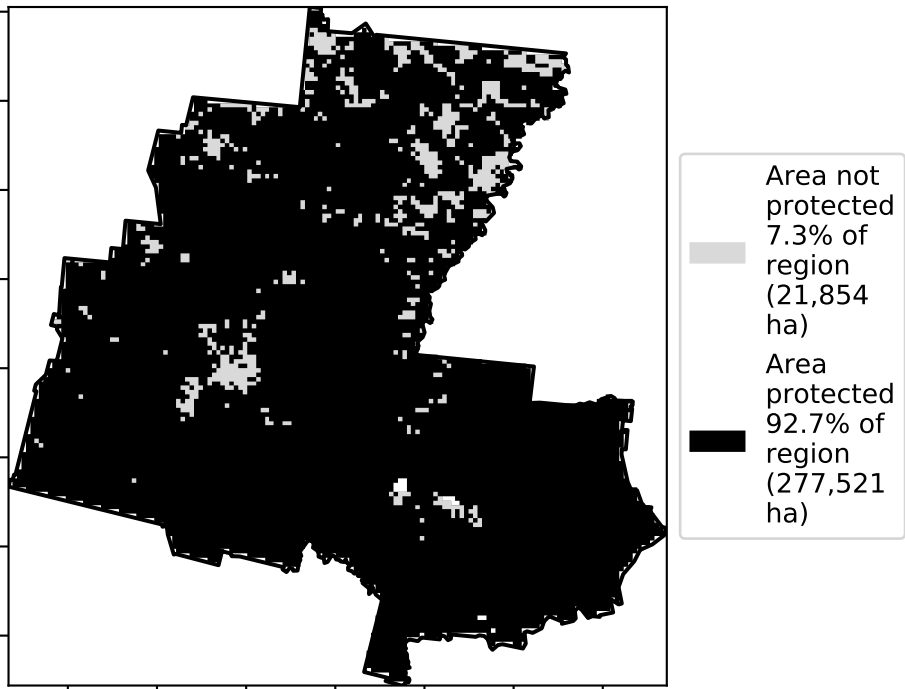 Area not
protected
7.3% of
region
(21,854
ha)
Area
protected
92.7% of
region
(277,521
ha)